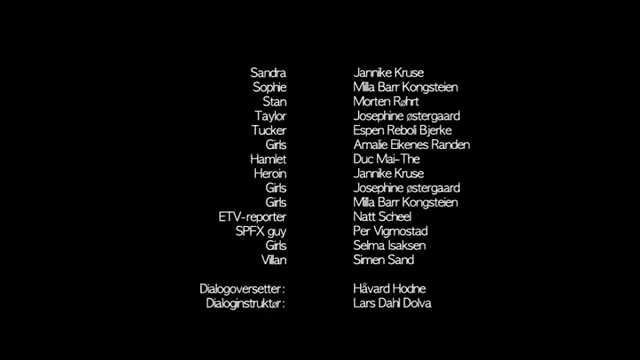 Sandra Jannike Kruse
Sophie Milla Barr Kongsteien
Stan Morten Røhrt
Taylor Josephine østergaard
Tucker Espen Reboli Bjerke
Girls Amalie Eikenes Randen
Hamlet Duc Mai-The
Heroin Jannike Kruse
Girls Josephine østergaard
Girls Milla Barr Kongsteien
ETV-reporter Natt Scheel
SPFX guy Per Vigmostad
Girls Selma Isaksen
Villan Simen Sand
Dialogoversetter: Håvard Hodne
Dialoginstruktør: Lars Dahl Dolva